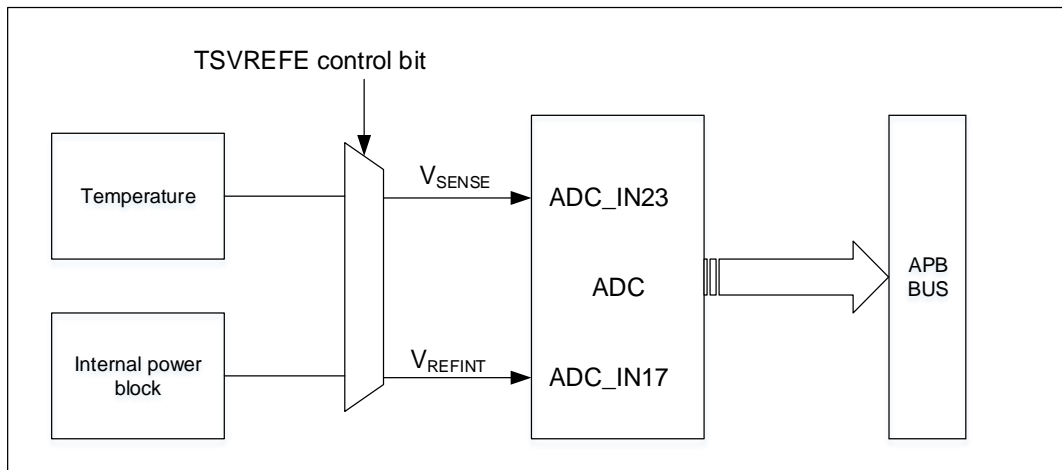 TSVREFE control bit
Temperature
VSENSE
ADC_IN23
ADC
APB
BUS
Internal power
block
VREFINT
ADC_IN17